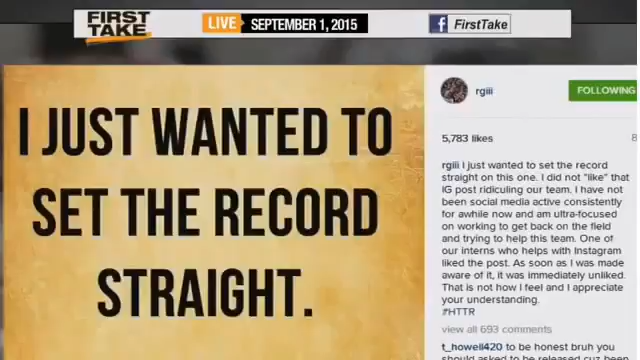 FIRST TAKE
LIVE SEPTEMBER 1, 2015
f FirstTake
I JUST WANTED TO
SET THE RECORD
STRAIGHT.
rgiii
FOLLOWING
5,783 likes
rgiii I just wanted to set the record
straight on this one. I did not "like" that
IG post ridiculing our team. I have not
been social media active consistently
for awhile now and am ultra-focused
on working to get back on the field
and trying to help this team. One of
our interns who helps with Instagram
liked the post. As soon as I was made
aware of it, it was immediately unliked.
That is not how I feel and I appreciate
your understanding.
#HTTR
view all 693 comments
t_howell420 to be honest bruh you
should asked to be released cuz been